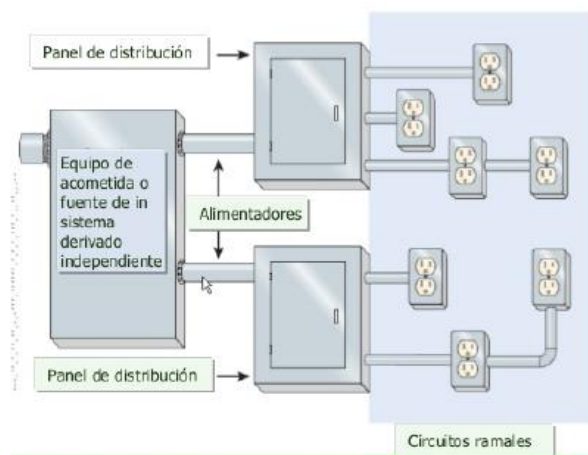 Panel de distribución
Equipo de
acometida o
fuente de in
sistema
derivado
independiente
Alimentadores
Panel de distribución
Circuitos ramales